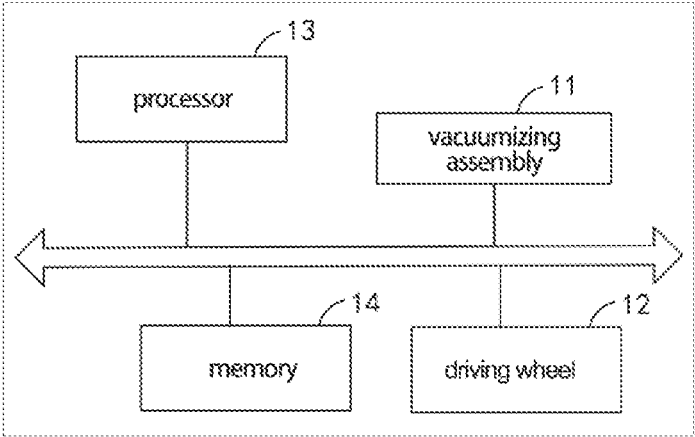 13
processor
11
vacuumizing
assembly
14
memory
12
driving wheel